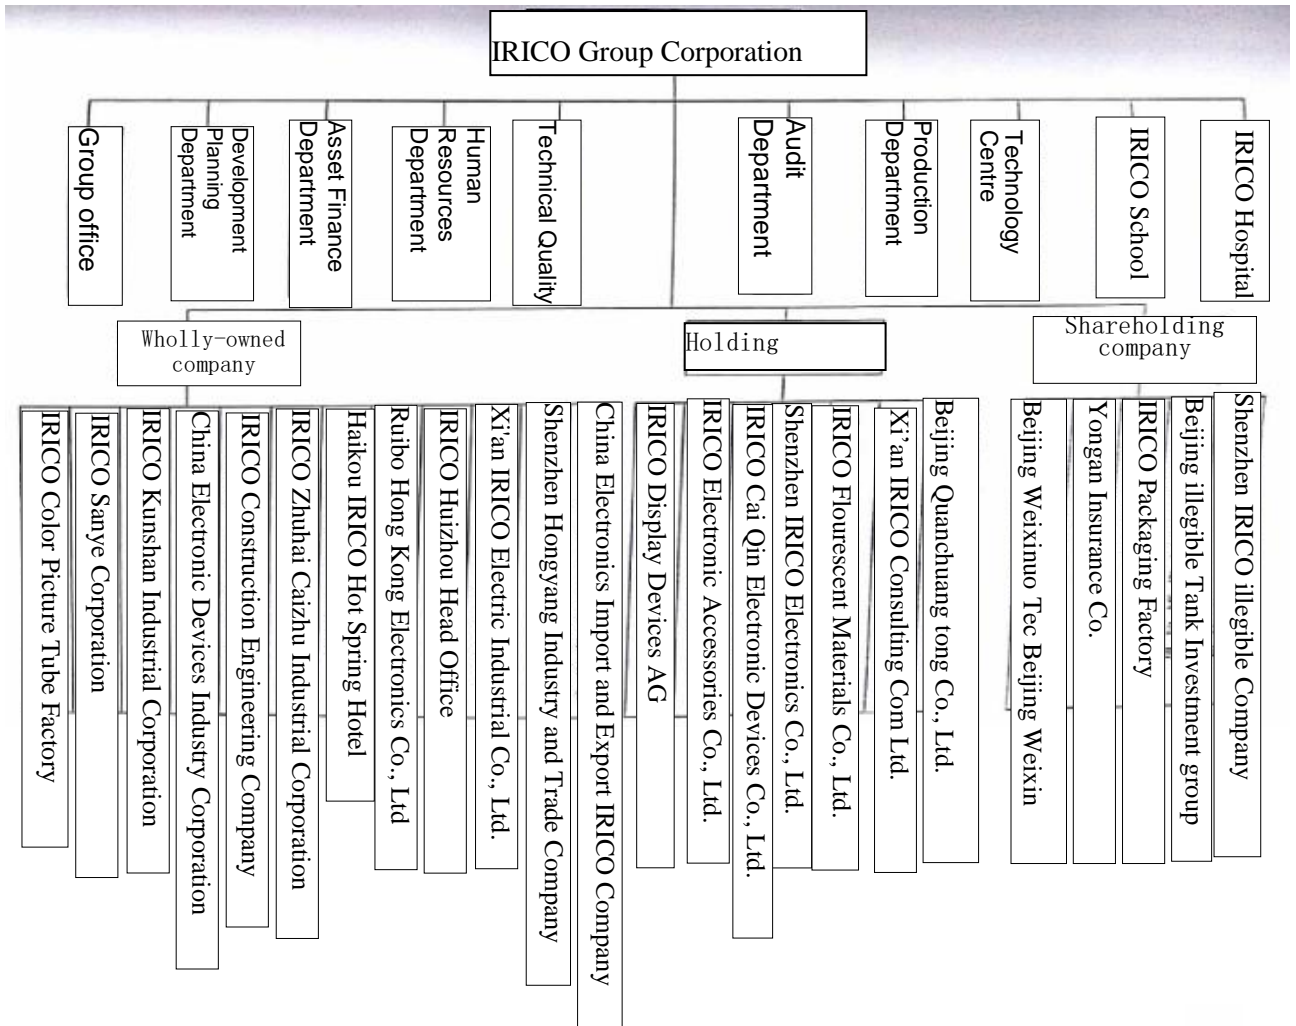 IRICO Group Corporation
Group office
Development
Planning
Department
Asset Finance
Department
Human
Resources
Department
Technical Quality
Audit
Department
Production
Department
Technology
Centre
IRICO School
IRICO Hospital
Wholly-owned
company
Holding
Shareholding
company
IRICO Color Picture Tube Factory
IRICO Sanye Corporation
IRICO Kunshan Industrial Corporation
China Electronic Devices Industry Corporation
IRICO Construction Engineering Company
IRICO Zhuhai Caizhu Industrial Corporation
Haikou IRICO Hot Spring Hotel
Ruibo Hong Kong Electronics Co., Ltd
IRICO Huizhou Head Office
Xi'an IRICO Electric Industrial Co., Ltd.
Shenzhen Hongyang Industry and Trade Company
China Electronics Import and Export IRICO Company
IRICO Display Devices AG
IRICO Electronic Accessories Co., Ltd.
IRICO Cai Qin Electronic Devices Co., Ltd.
Shenzhen IRICO Electronics Co., Ltd.
IRICO Flourescent Materials Co., Ltd.
Xi’an IRICO Consulting Com Ltd.
Beijing Quanchuang tong Co., Ltd.
Beijing Weixinuo Tec Beijing Weixin
Yongan Insurance Co.
IRICO Packaging Factory
Beijing illegible Tank Investment group
Shenzhen IRICO illegible Company